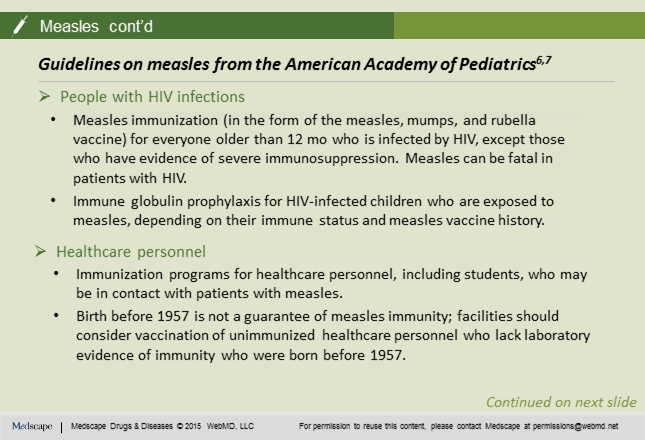 Measles cont'd
Guidelines on measles from the American Academy of Pediatrics6,7
➢ People with HIV infections
• Measles immunization (in the form of the measles, mumps, and rubella
vaccine) for everyone older than 12 mo who is infected by HIV, except those
who have evidence of severe immunosuppression. Measles can be fatal in
patients with HIV.
• Immune globulin prophylaxis for HIV-infected children who are exposed to
measles, depending on their immune status and measles vaccine history.
➢ Healthcare personnel
• Immunization programs for healthcare personnel, including students, who may
be in contact with patients with measles.
• Birth before 1957 is not a guarantee of measles immunity; facilities should
consider vaccination of unimmunized healthcare personnel who lack laboratory
evidence of immunity who were born before 1957.
Continued on next slide
Medscape | Medscape Drugs & Diseases © 2015 WebMD, LLC For permission to reuse this content, please contact Medscape at permissions@webmd.net